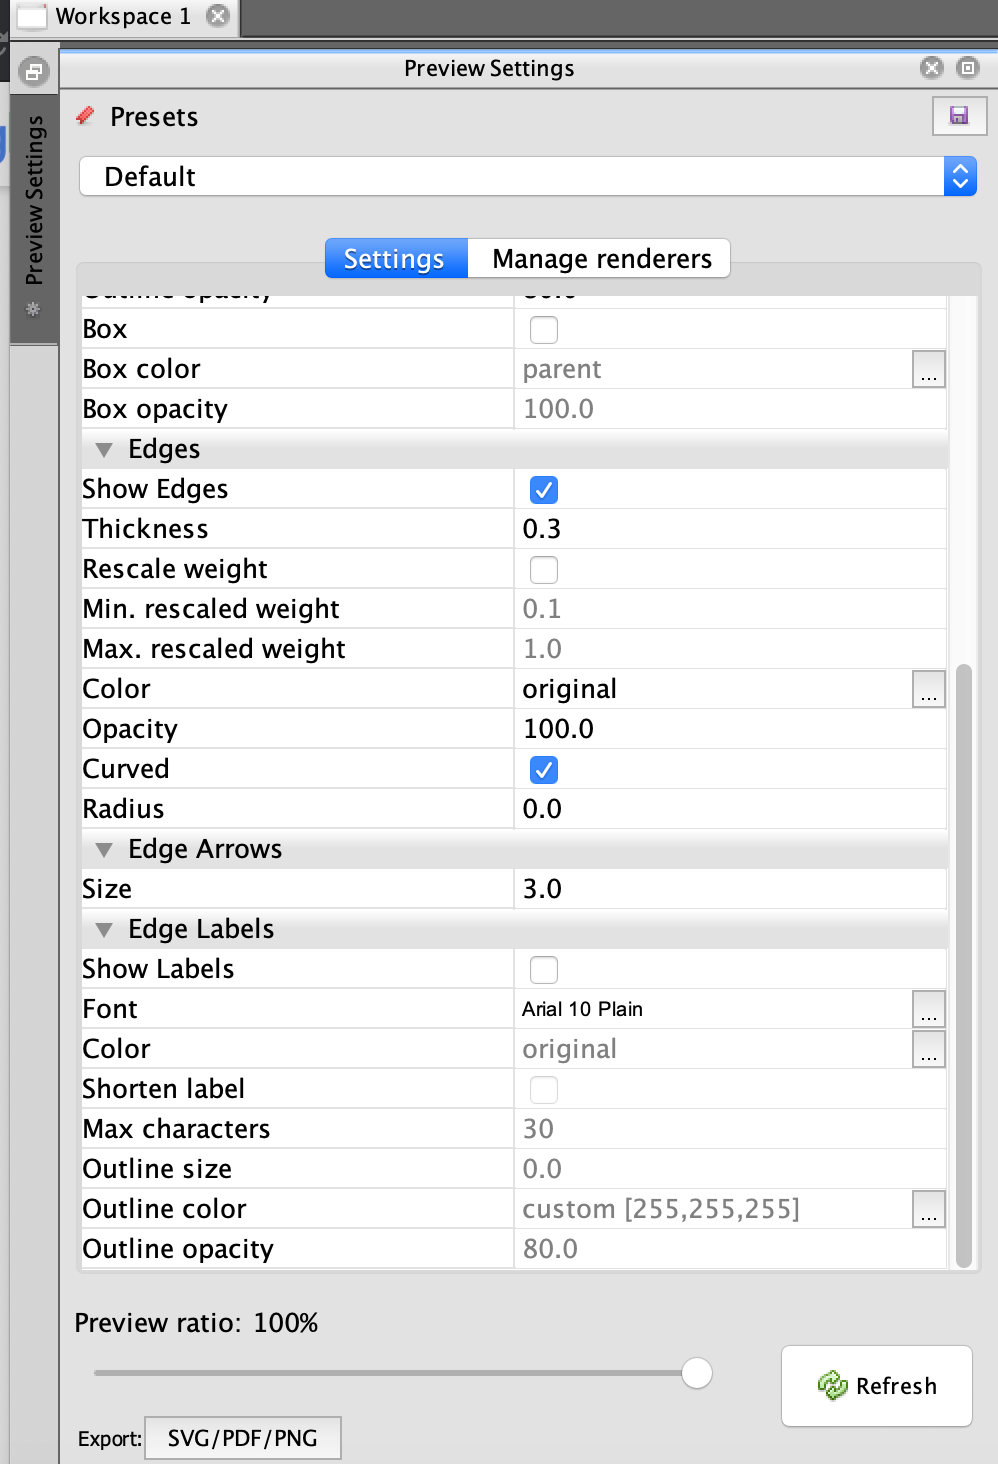 Workspace 1
Preview Settings
Preview Settings
Presets
Default
Settings Manage renderers
Outline opacity 80.0
Box
Box color parent ...
Box opacity 100.0
Edges
Show Edges
Thickness 0.3
Rescale weight
Min. rescaled weight 0.1
Max. rescaled weight 1.0
Color original ...
Opacity 100.0
Curved
Radius 0.0
Edge Arrows
Size 3.0
Edge Labels
Show Labels
Font Arial 10 Plain ...
Color original ...
Shorten label
Max characters 30
Outline size 0.0
Outline color custom [255,255,255] ...
Outline opacity 80.0
Preview ratio: 100%
Refresh
Export: SVG/PDF/PNG